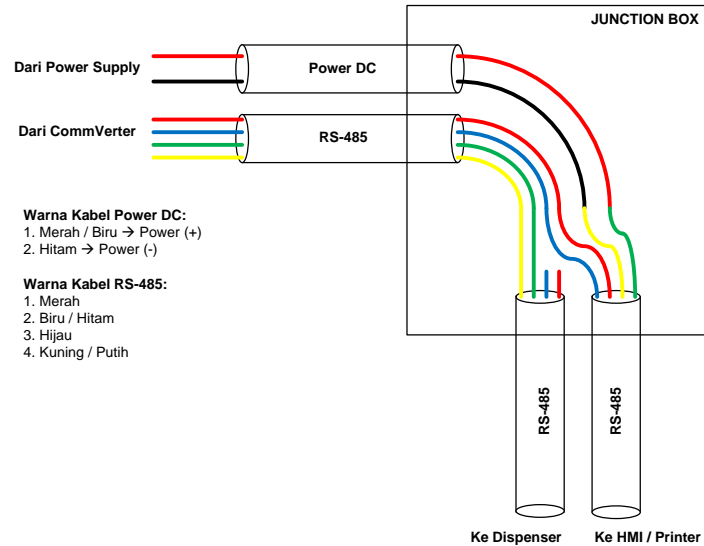 JUNCTION BOX
Dari Power Supply
Power DC
Dari CommVerter
RS-485
Warna Kabel Power DC:
1. Merah / Biru → Power (+)
2. Hitam → Power (-)
Warna Kabel RS-485:
1. Merah
2. Biru / Hitam
3. Hijau
4. Kuning / Putih
RS-485
RS-485
Ke Dispenser
Ke HMI / Printer